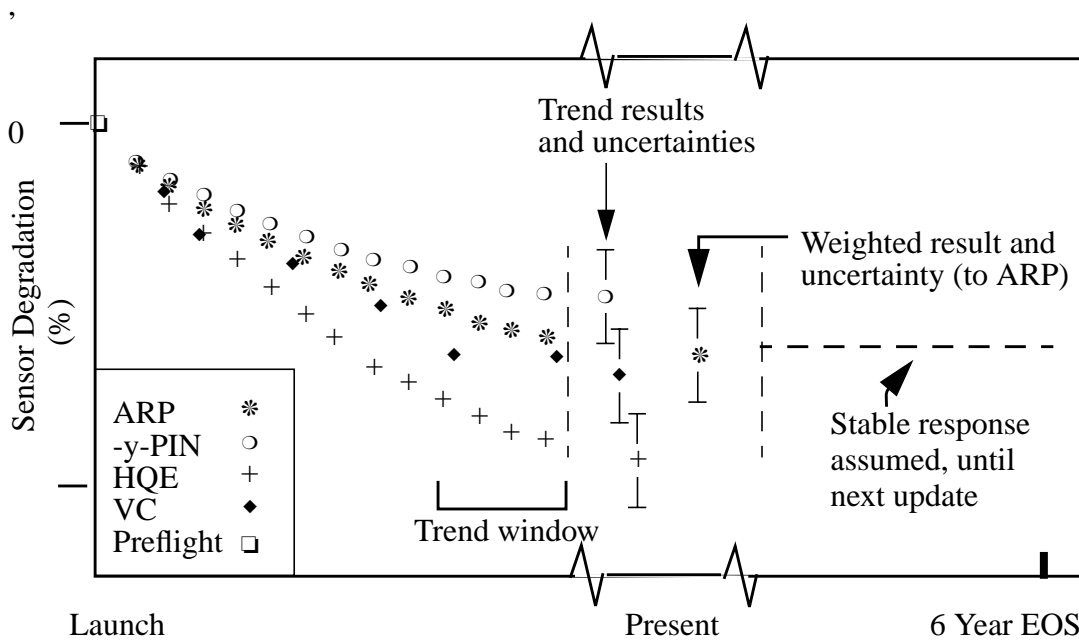 ,
Trend results
and uncertainties
0
Weighted result and
uncertainty (to ARP)
Sensor Degradation
(%)
ARP
-y-PIN
HQE
VC
Preflight
Stable response
assumed, until
next update
Trend window
Launch
Present
6 Year EOS